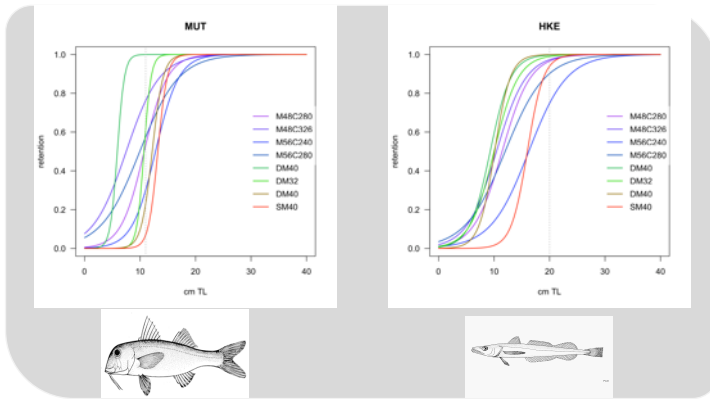 MUT
1.0
0.8
0.6
0.4
0.2
0.0
retention
M48C280
M48C326
M56C240
M56C280
DM40
DM32
DM40
SM40
0 10 20 30 40
cm TL
HKE
1.0
0.8
0.6
0.4
0.2
0.0
retention
M48C280
M48C326
M56C240
M56C280
DM40
DM32
DM40
SM40
0 10 20 30 40
cm TL